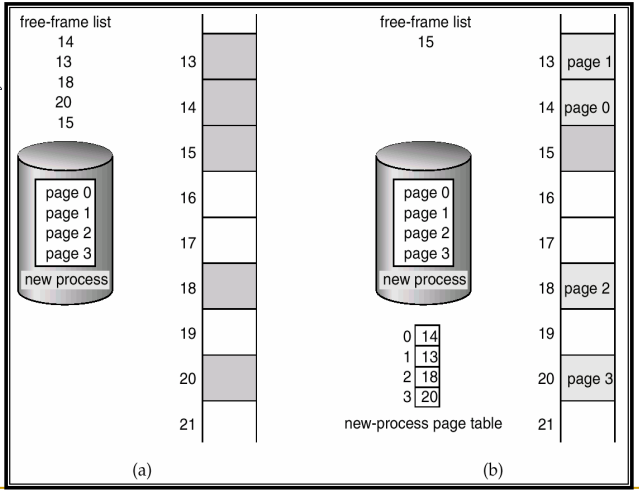 free-frame list
14
13
18
20
15
page 0
page 1
page 2
page 3
new process
13
14
15
16
17
18
19
20
21
(a)
free-frame list
15
page 0
page 1
page 2
page 3
new process
0 14
1 13
2 18
3 20
new-process page table
13 page 1
14 page 0
15
16
17
18 page 2
19
20 page 3
21
(b)